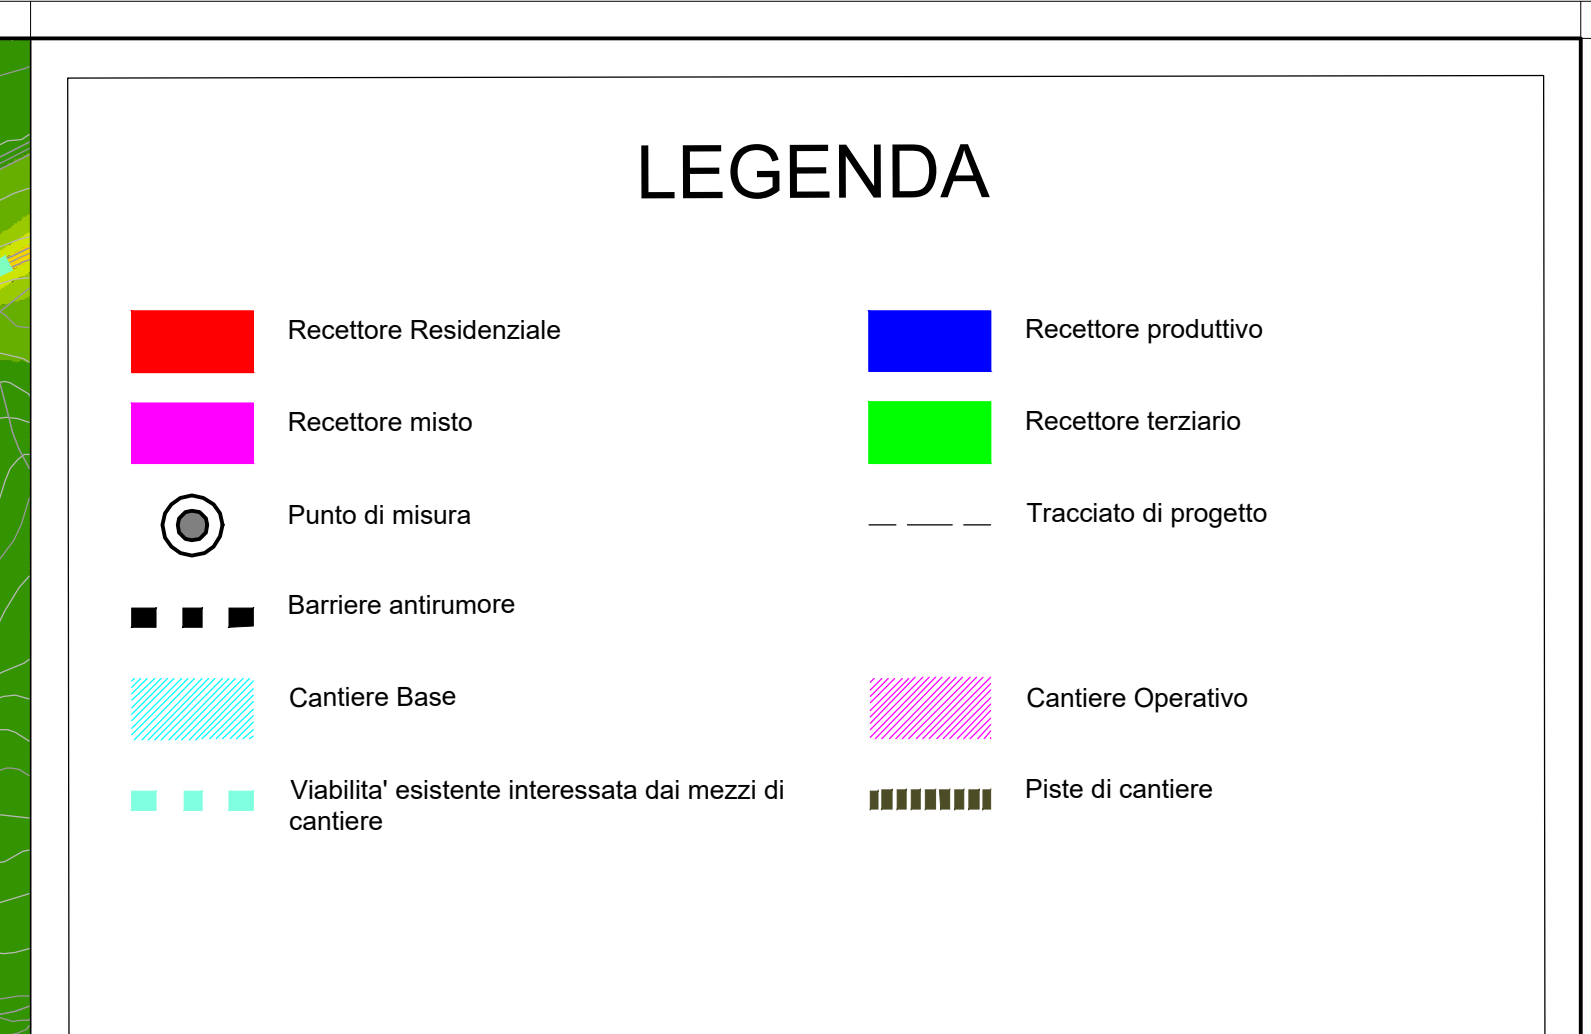 LEGENDA
Recettore Residenziale
Recettore produttivo
Recettore misto
Recettore terziario
Punto di misura
Tracciato di progetto
Barriere antirumore
Cantiere Base
Cantiere Operativo
Viabilita' esistente interessata dai mezzi di
cantiere
Piste di cantiere